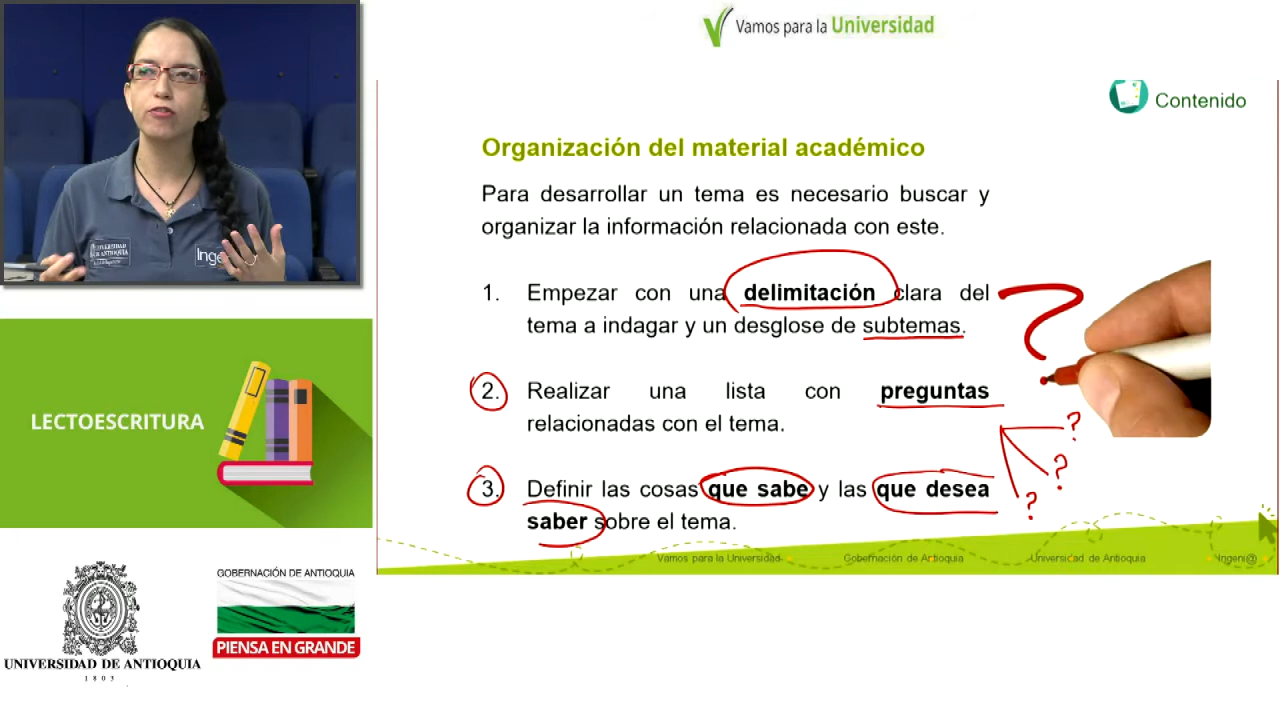 Vamos para la Universidad
Contenido
Organización del material académico
Para desarrollar un tema es necesario buscar y
organizar la información relacionada con este.
1. Empezar con una delimitación clara del
tema a indagar y un desglose de subtemas.
2. Realizar una lista con preguntas
relacionadas con el tema.
?
?
?
3. Definir las cosas que sabe y las que desea
saber sobre el tema.
Vamos para la Universidad
Gobernación de Antioquia
Universidad de Antioquia
Ingeni@
UNIVERSIDAD
DE ANTIOQUIA
Inge
LECTOESCRITURA
UNIVERSIDAD DE ANTIOQUIA
1803
GOBERNACIÓN DE ANTIOQUIA
PIENSA EN GRANDE